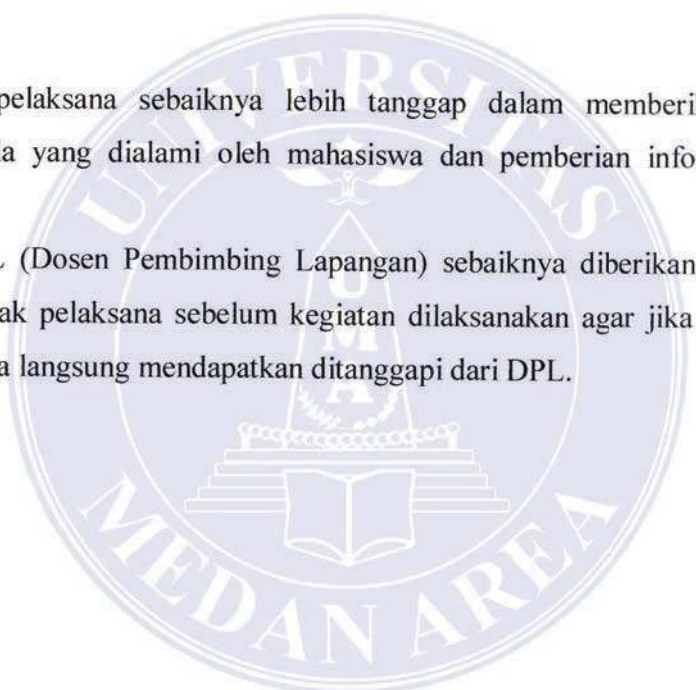 pelaksana sebaiknya lebih tanggap dalam memberi
a yang dialami oleh mahasiswa dan pemberian info
(Dosen Pembimbing Lapangan) sebaiknya diberikan
ak pelaksana sebelum kegiatan dilaksanakan agar jika
a langsung mendapatkan ditanggapi dari DPL.
UNIVERSITAS
UMA
MEDAN AREA